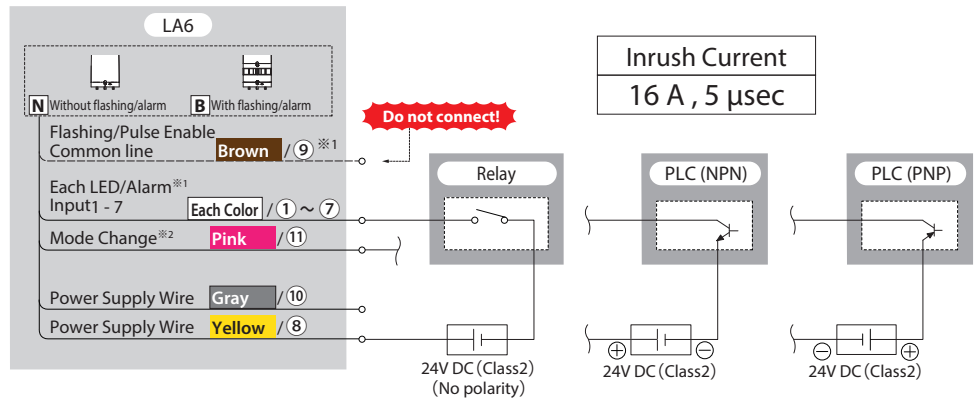 LA6
N Without flashing/alarm
B With flashing/alarm
Flashing/Pulse Enable
Common line Brown / ⑨ ※1
Do not connect!
Each LED/Alarm※1
Input1 - 7 Each Color / ① ~ ⑦
Mode Change※2 Pink / ⑪
Power Supply Wire Gray / ⑩
Power Supply Wire Yellow / ⑧
Inrush Current
16 A , 5 μsec
Relay
24V DC (Class2)
(No polarity)
PLC (NPN)
⊕ ⊖
24V DC (Class2)
PLC (PNP)
⊖ ⊕
24V DC (Class2)